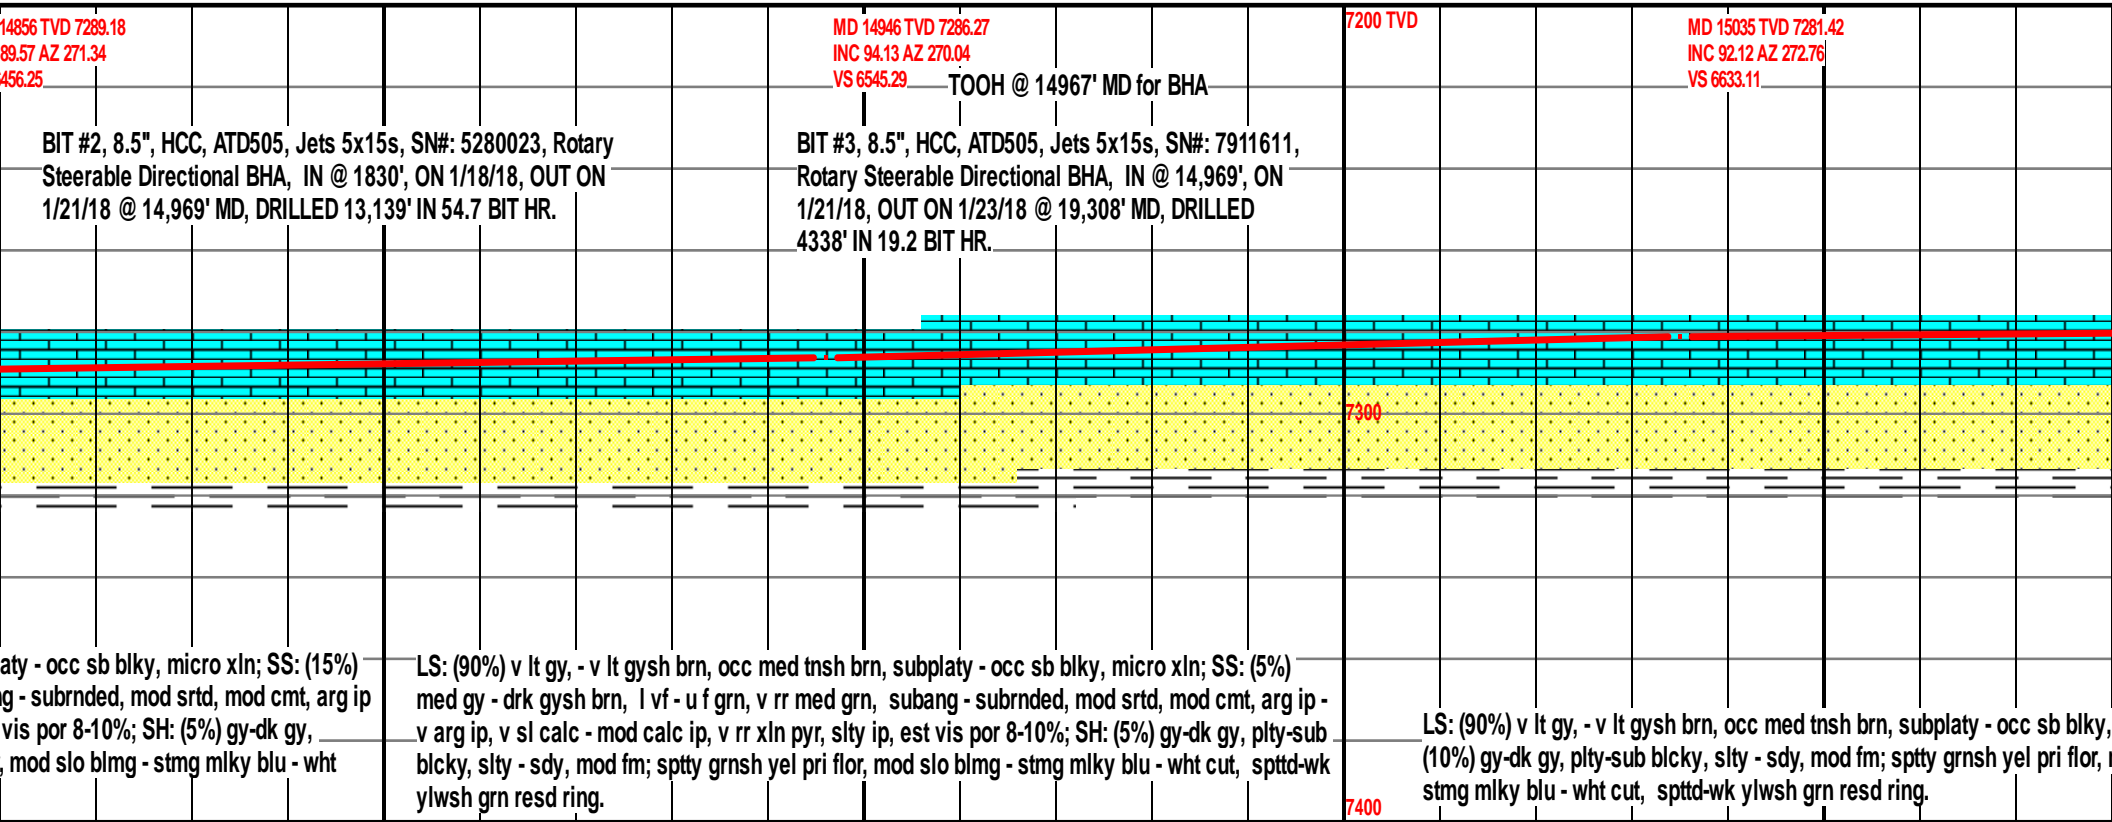 14856 TVD 7289.18
89.57 AZ 271.34
456.25
MD 14946 TVD 7286.27
INC 94.13 AZ 270.04
VS 6545.29
TOOH @ 14967' MD for BHA
7200 TVD
MD 15035 TVD 7281.42
INC 92.12 AZ 272.76
VS 6633.11
BIT #2, 8.5", HCC, ATD505, Jets 5x15s, SN#: 5280023, Rotary
Steerable Directional BHA, IN @ 1830', ON 1/18/18, OUT ON
1/21/18 @ 14,969' MD, DRILLED 13,139' IN 54.7 BIT HR.
BIT #3, 8.5", HCC, ATD505, Jets 5x15s, SN#: 7911611,
Rotary Steerable Directional BHA, IN @ 14,969', ON
1/21/18, OUT ON 1/23/18 @ 19,308' MD, DRILLED
4338' IN 19.2 BIT HR.
7300
aty - occ sb blky, micro xln; SS: (15%)
g - subrnded, mod srtd, mod cmt, arg ip
vis por 8-10%; SH: (5%) gy-dk gy,
, mod slo blmg - stmg mlky blu - wht
LS: (90%) v lt gy, - v lt gysh brn, occ med tnsh brn, subplaty - occ sb blky, micro xln; SS: (5%)
med gy - drk gysh brn, l vf - u f grn, v rr med grn, subang - subrnded, mod srtd, mod cmt, arg ip -
v arg ip, v sl calc - mod calc ip, v rr xln pyr, slty ip, est vis por 8-10%; SH: (5%) gy-dk gy, plty-sub
blcky, slty - sdy, mod fm; sptty grnsh yel pri flor, mod slo blmg - stmg mlky blu - wht cut, spttd-wk
ylwsh grn resd ring.
LS: (90%) v lt gy, - v lt gysh brn, occ med tnsh brn, subplaty - occ sb blky,
(10%) gy-dk gy, plty-sub blcky, slty - sdy, mod fm; sptty grnsh yel pri flor,
stmg mlky blu - wht cut, spttd-wk ylwsh grn resd ring.
7400